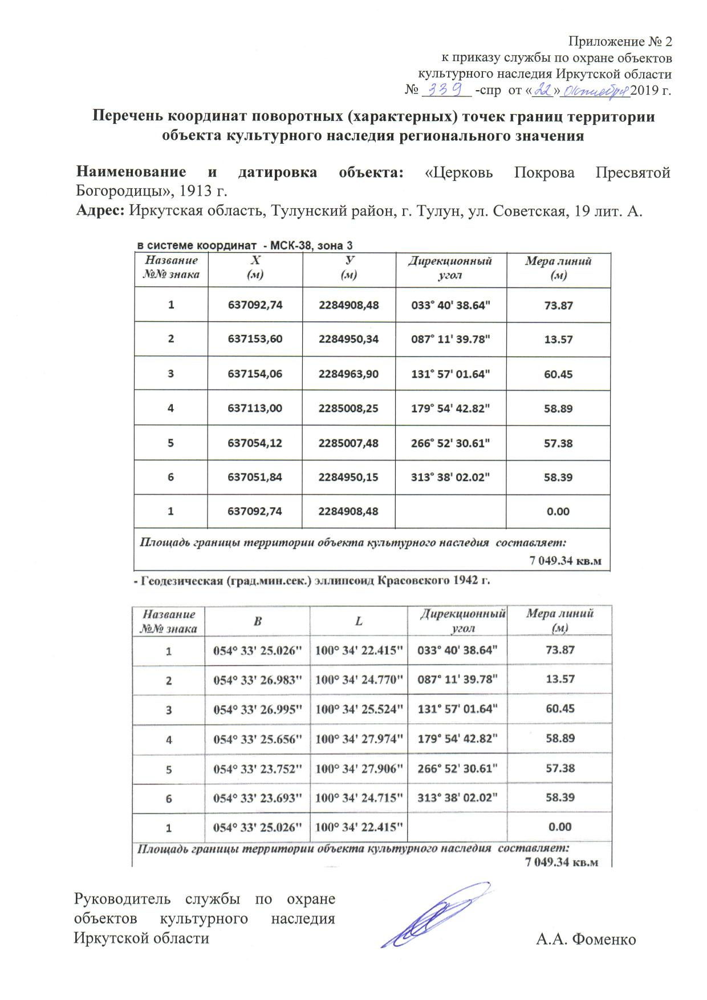 Приложение № 2
к приказу службы по охране объектов
культурного наследия Иркутской области
№ 339 -спр от «22» октября 2019 г.
Перечень координат поворотных (характерных) точек границ территории
объекта культурного наследия регионального значения
Наименование и датировка объекта: «Церковь Покрова Пресвятой
Богородицы», 1913 г.
Адрес: Иркутская область, Тулунский район, г. Тулун, ул. Советская, 19 лит. А.
в системе координат - МСК-38, зона 3
Название №№ знака X (м) У (м) Дирекционный угол Мера линий (м)
1 637092,74 2284908,48 033° 40' 38.64" 73.87
2 637153,60 2284950,34 087° 11' 39.78" 13.57
3 637154,06 2284963,90 131° 57' 01.64" 60.45
4 637113,00 2285008,25 179° 54' 42.82" 58.89
5 637054,12 2285007,48 266° 52' 30.61" 57.38
6 637051,84 2284950,15 313° 38' 02.02" 58.39
1 637092,74 2284908,48 0.00
Площадь границы территории объекта культурного наследия составляет:
7 049.34 кв.м
- Геодезическая (град.мин.сек.) эллипсоид Красовского 1942 г.
Название №№ знака B L Дирекционный угол Мера линий (м)
1 054° 33' 25.026" 100° 34' 22.415" 033° 40' 38.64" 73.87
2 054° 33' 26.983" 100° 34' 24.770" 087° 11' 39.78" 13.57
3 054° 33' 26.995" 100° 34' 25.524" 131° 57' 01.64" 60.45
4 054° 33' 25.656" 100° 34' 27.974" 179° 54' 42.82" 58.89
5 054° 33' 23.752" 100° 34' 27.906" 266° 52' 30.61" 57.38
6 054° 33' 23.693" 100° 34' 24.715" 313° 38' 02.02" 58.39
1 054° 33' 25.026" 100° 34' 22.415" 0.00
Площадь границы территории объекта культурного наследия составляет:
7 049.34 кв.м
Руководитель службы по охране
объектов культурного наследия
Иркутской области
А.А. Фоменко